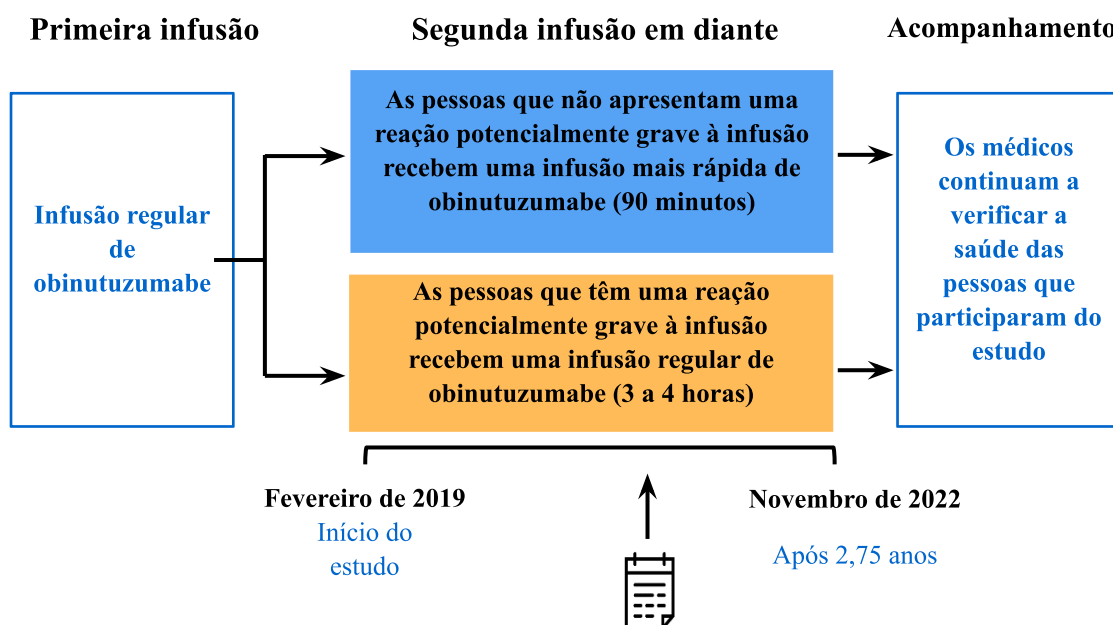 Primeira infusão
Segunda infusão em diante
Acompanhamento
Infusão regular
de
obinutuzumabe
As pessoas que não apresentam uma
reação potencialmente grave à infusão
recebem uma infusão mais rápida de
obinutuzumabe (90 minutos)
As pessoas que têm uma reação
potencialmente grave à infusão
recebem uma infusão regular de
obinutuzumabe (3 a 4 horas)
Os médicos
continuam a
verificar a
saúde das
pessoas que
participaram do
estudo
Fevereiro de 2019
Início do
estudo
Novembro de 2022
Após 2,75 anos